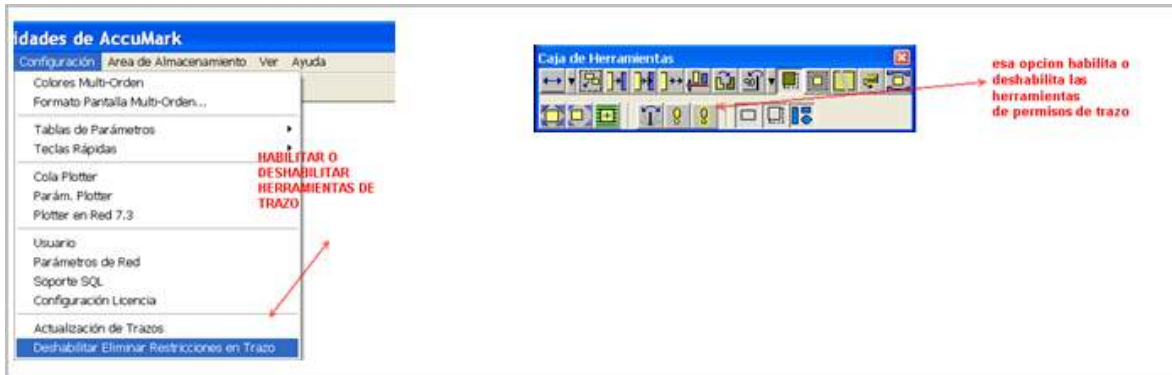 idades de AccuMark
Configuración Area de Almacenamiento Ver Ayuda
Colores Multi-Orden
Formato Pantalla Multi-Orden...
Tablas de Parámetros
Teclas Rápidas
HABILITAR O
DESHABILITAR
HERRAMIENTAS DE
TRAZO
Cola Plotter
Parám. Plotter
Plotter en Red 7.3
Usuario
Parámetros de Red
Soporte SQL
Configuración Licencia
Actualización de Trazos
Deshabilitar Eliminar Restricciones en Trazo
Caja de Herramientas
esa opcion habilita o
deshabilita las
herramientas
de permisos de trazo